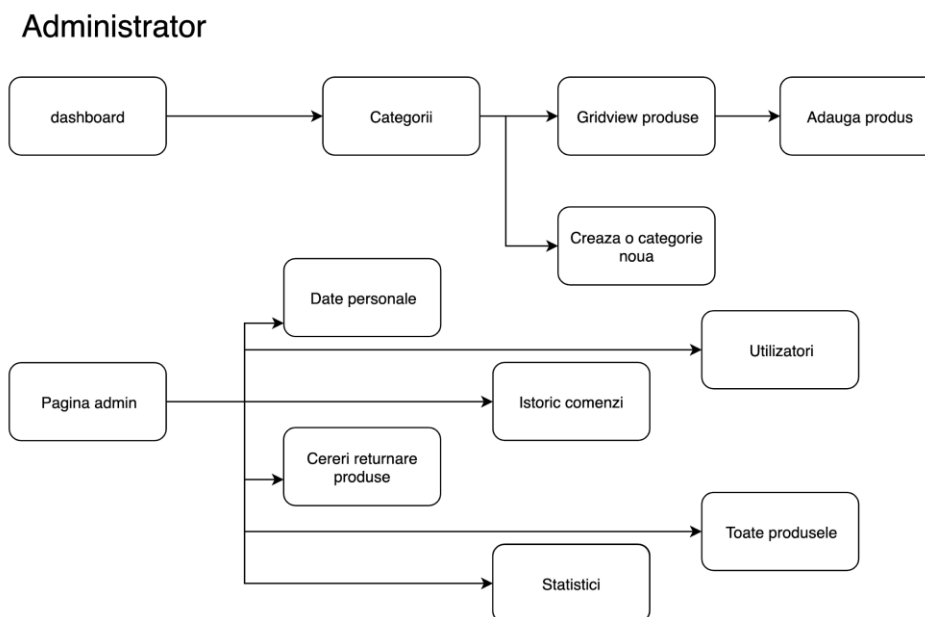 Administrator
dashboard
Categorii
Gridview produse
Adauga produs
Creaza o categorie
noua
Date personale
Utilizatori
Pagina admin
Istoric comenzi
Cereri returnare
produse
Toate produsele
Statistici